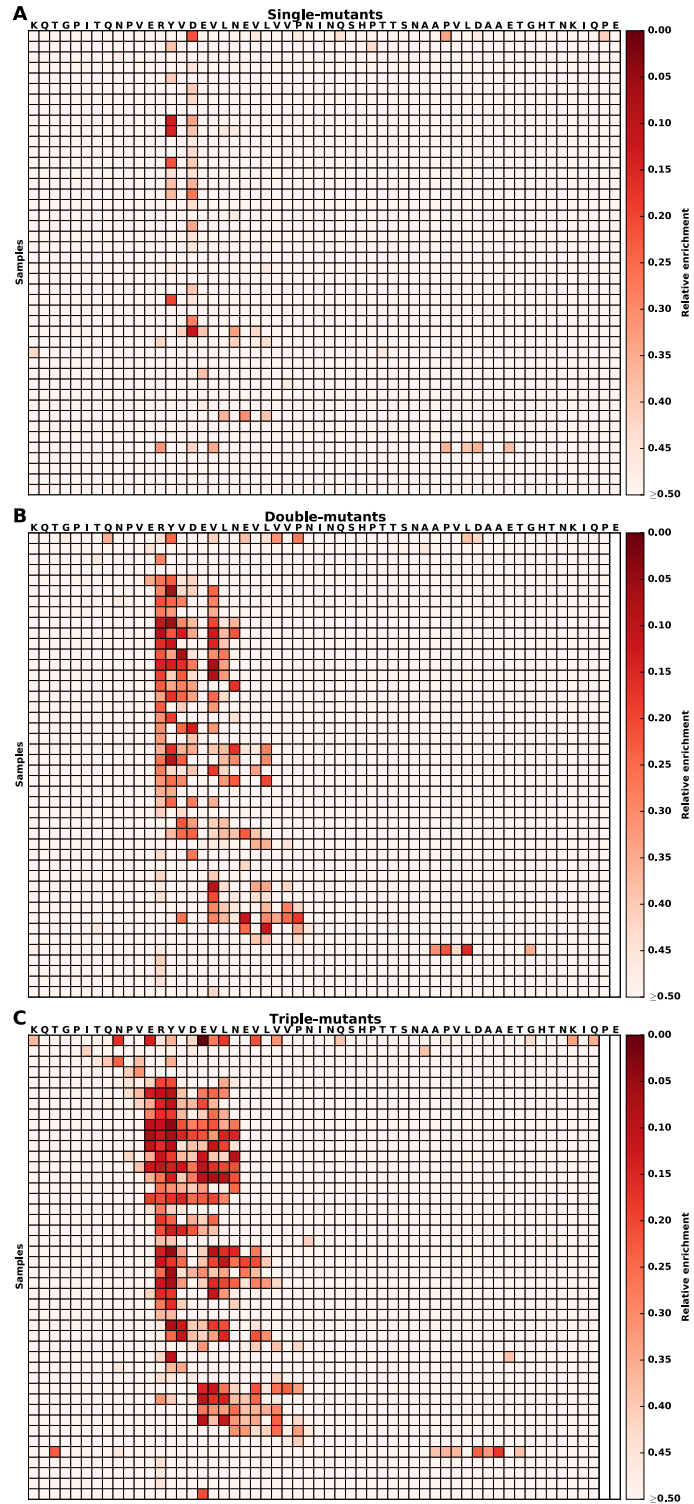 A
Single-mutants
K Q T G P I T Q N P V E R Y V D E V L N E V L V V P N I N Q S H P T T S N A A P V L D A A E T G H T N K I Q P E
Samples
0.00
0.05
0.10
0.15
0.20
0.25
0.30
0.35
0.40
0.45
≥0.50
Relative enrichment
B
Double-mutants
K Q T G P I T Q N P V E R Y V D E V L N E V L V V P N I N Q S H P T T S N A A P V L D A A E T G H T N K I Q P E
Samples
0.00
0.05
0.10
0.15
0.20
0.25
0.30
0.35
0.40
0.45
≥0.50
Relative enrichment
C
Triple-mutants
K Q T G P I T Q N P V E R Y V D E V L N E V L V V P N I N Q S H P T T S N A A P V L D A A E T G H T N K I Q P E
Samples
0.00
0.05
0.10
0.15
0.20
0.25
0.30
0.35
0.40
0.45
≥0.50
Relative enrichment